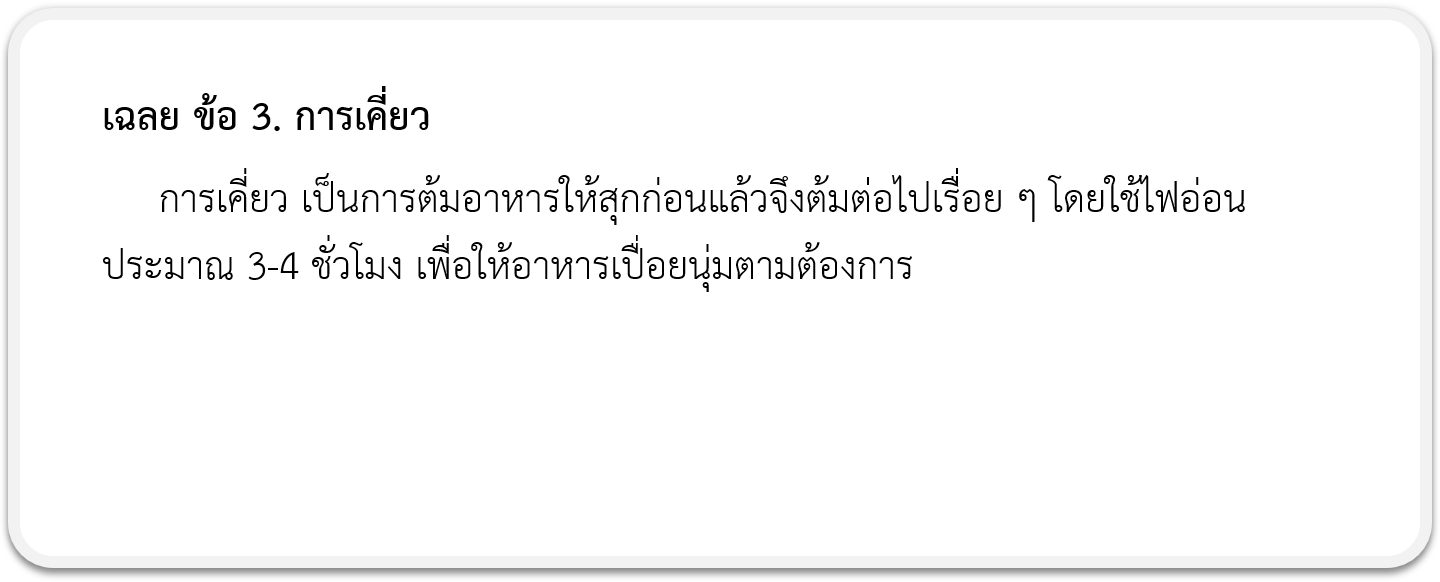 เฉลย ข้อ 3. การเคี่ยว
การเคี่ยว เป็นการต้มอาหารให้สุกก่อนแล้วจึงต้มต่อไปเรื่อย ๆ โดยใช้ไฟอ่อน
ประมาณ 3-4 ชั่วโมง เพื่อให้อาหารเปื่อยนุ่มตามต้องการ